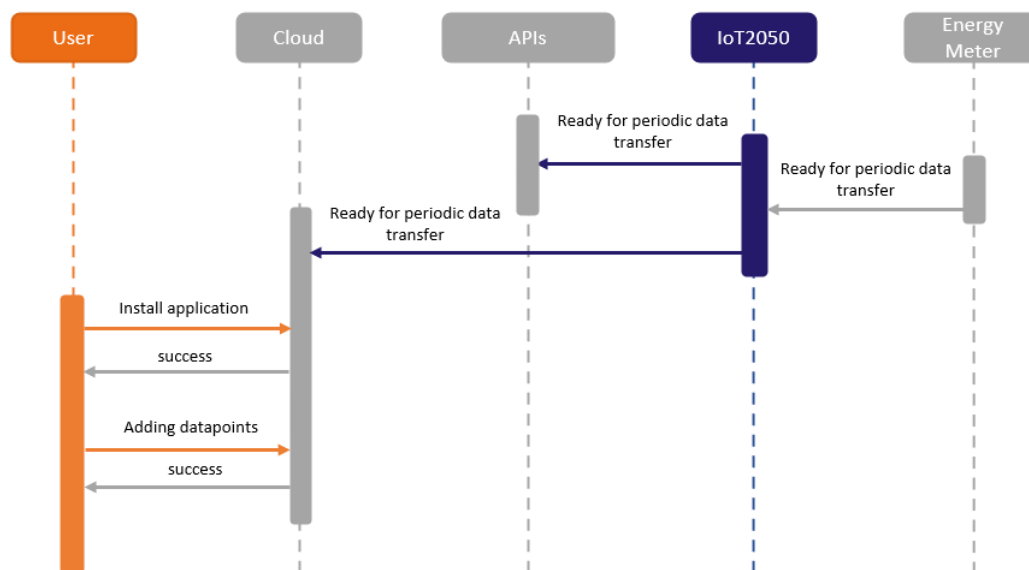 User
Cloud
APIs
IoT2050
Energy
Meter
Ready for periodic data
transfer
Ready for periodic data
transfer
Ready for periodic data
transfer
Install application
success
Adding datapoints
success